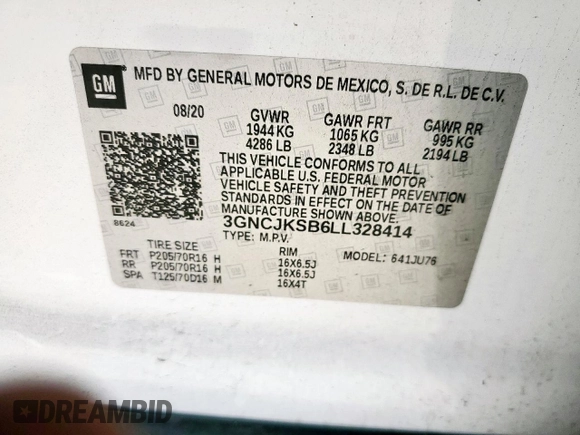 GM
MFD BY GENERAL MOTORS DE MEXICO, S. DE R.L. DE C.V.
08/20 GVWR GAWR FRT GAWR RR
1944 KG 1065 KG 995 KG
4286 LB 2348 LB 2194 LB
THIS VEHICLE CONFORMS TO ALL
APPLICABLE U.S. FEDERAL MOTOR
VEHICLE SAFETY AND THEFT PREVENTION
STANDARDS IN EFFECT ON THE DATE OF
MANUFACTURE SHOWN ABOVE.
8624 3GNCJKSB6LL328414
TYPE: M.P.V. MODEL: 641JU76
TIRE SIZE RIM
FRT P205/70R16 H 16X6.5J
RR P205/70R16 H 16X6.5J
SPA T125/70D16 M 16X4T
DREAMBID